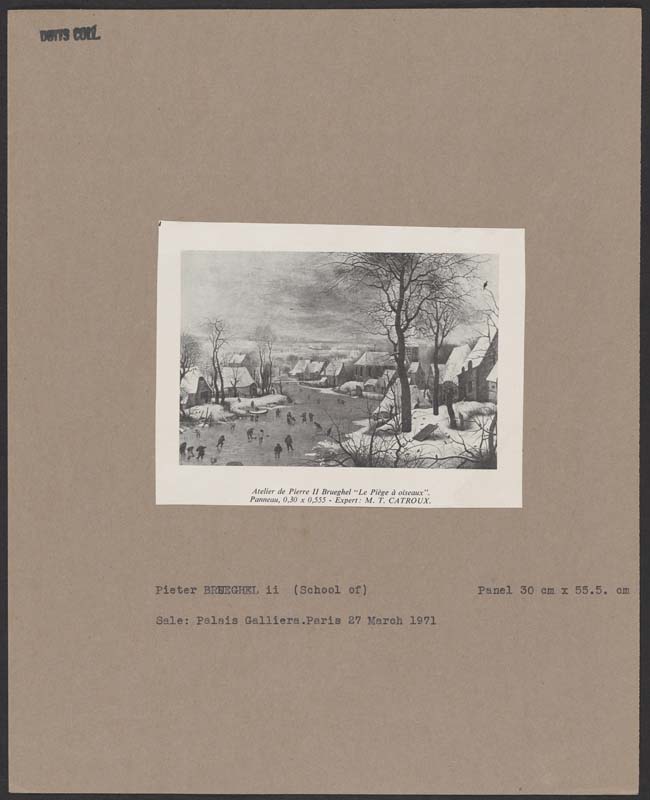 DUITS COLL.
Atelier de Pierre II Brueghel "Le Piège à oiseaux".
Panneau, 0,30 x 0,555 - Expert: M. T. CATROUX.
Pieter BRUEGHEL ii (School of) Panel 30 cm x 55.5. cm
Sale: Palais Galliera.Paris 27 March 1971